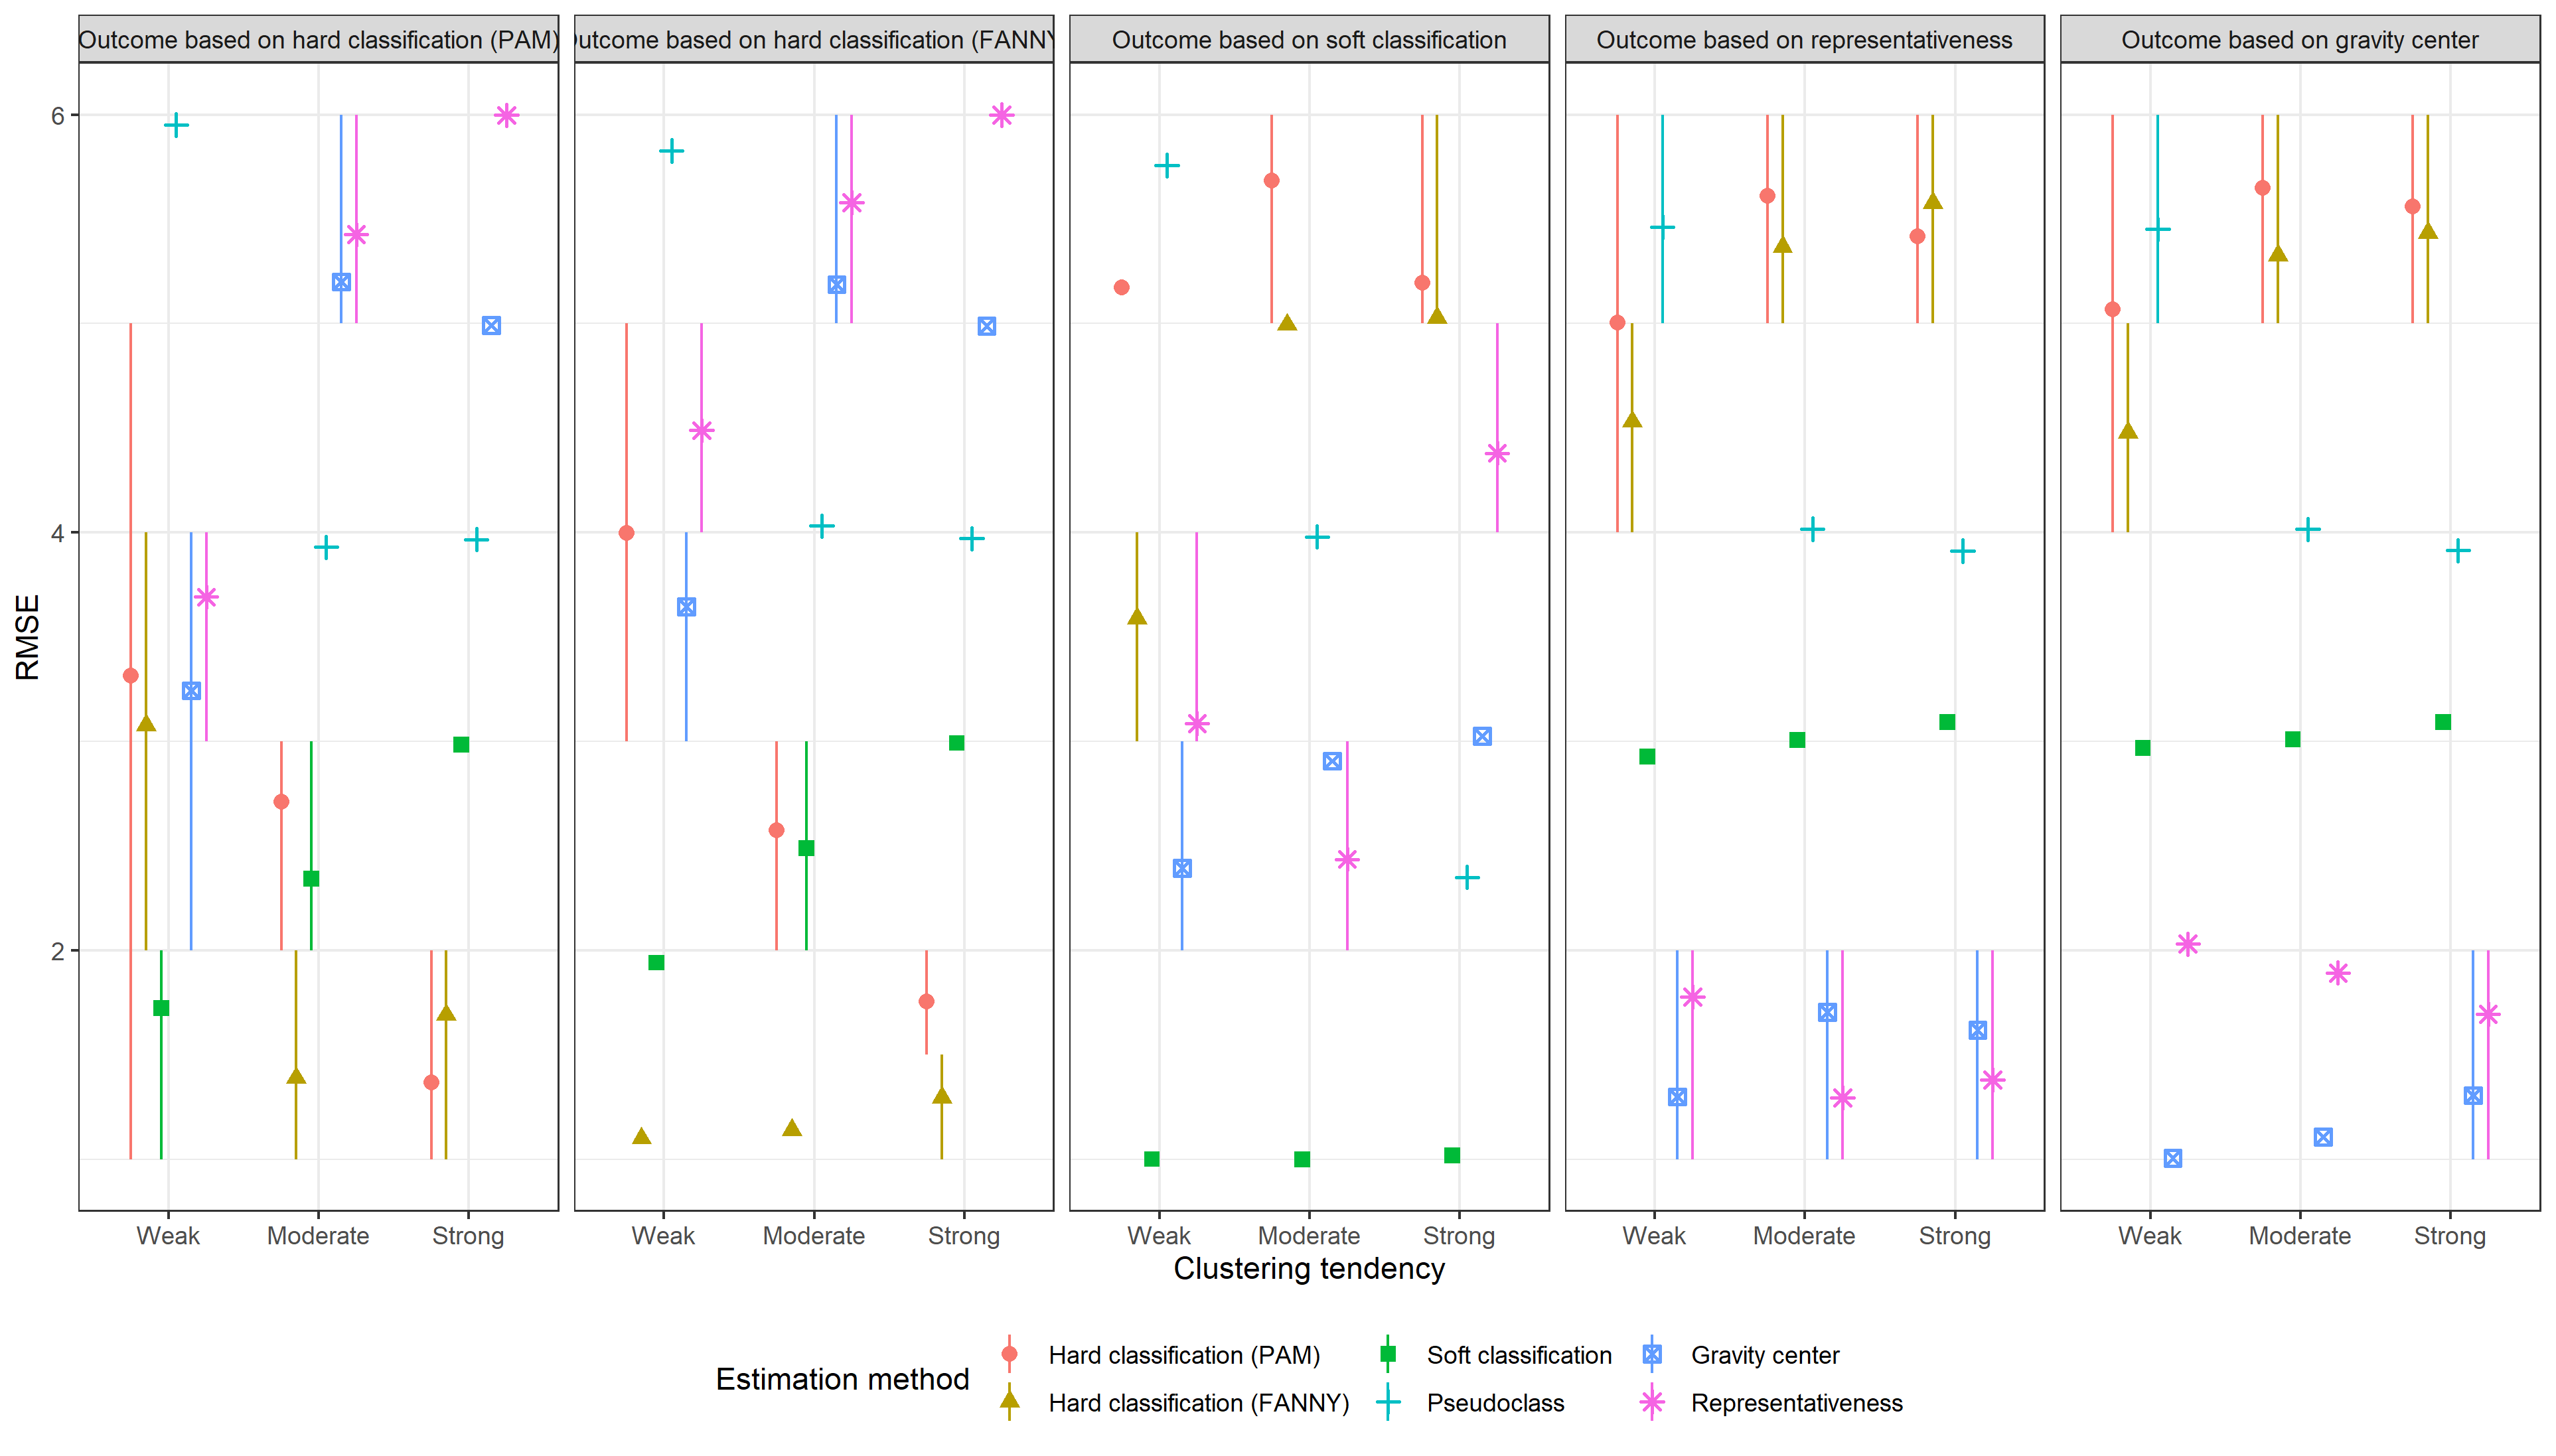 Outcome based on hard classification (PAM)
utcome based on hard classification (FANNY
Outcome based on soft classification
Outcome based on representativeness
Outcome based on gravity center
6
4
2
RMSE
Weak Moderate Strong
Weak Moderate Strong
Weak Moderate Strong
Weak Moderate Strong
Weak Moderate Strong
Clustering tendency
Estimation method
Hard classification (PAM)
Hard classification (FANNY)
Soft classification
Pseudoclass
Gravity center
Representativeness